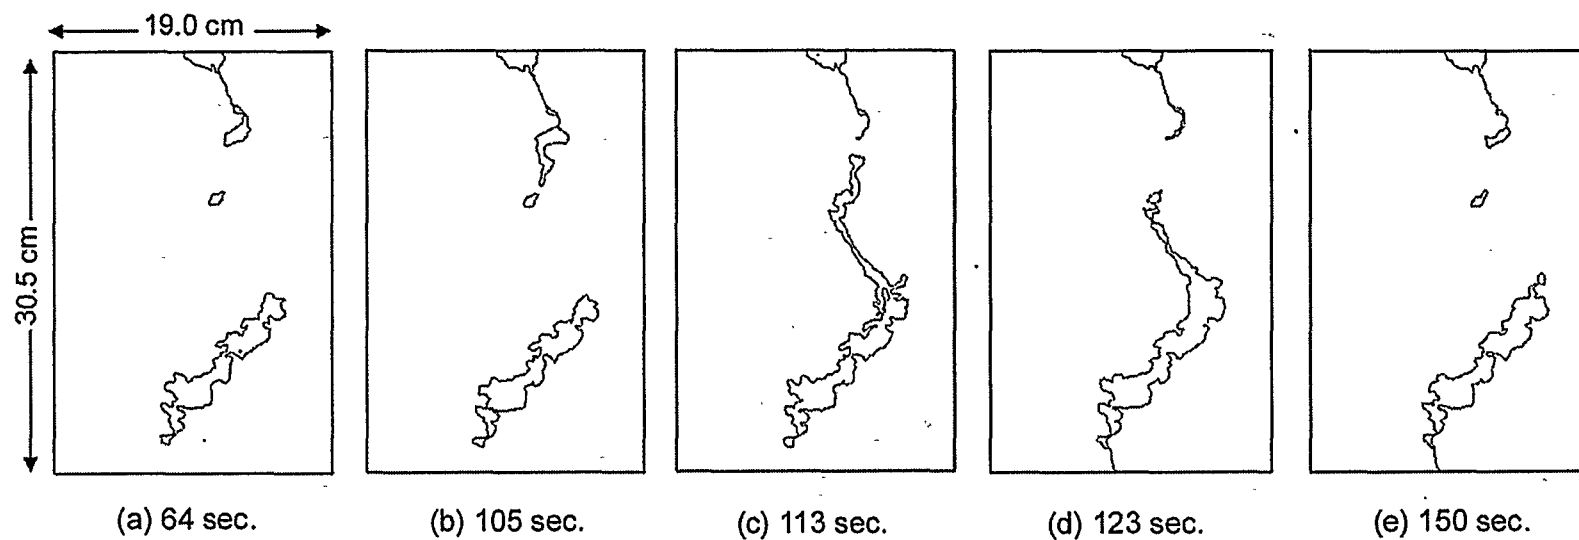 19.0 cm
30.5 cm
(a) 64 sec.
(b) 105 sec.
(c) 113 sec.
(d) 123 sec.
(e) 150 sec.